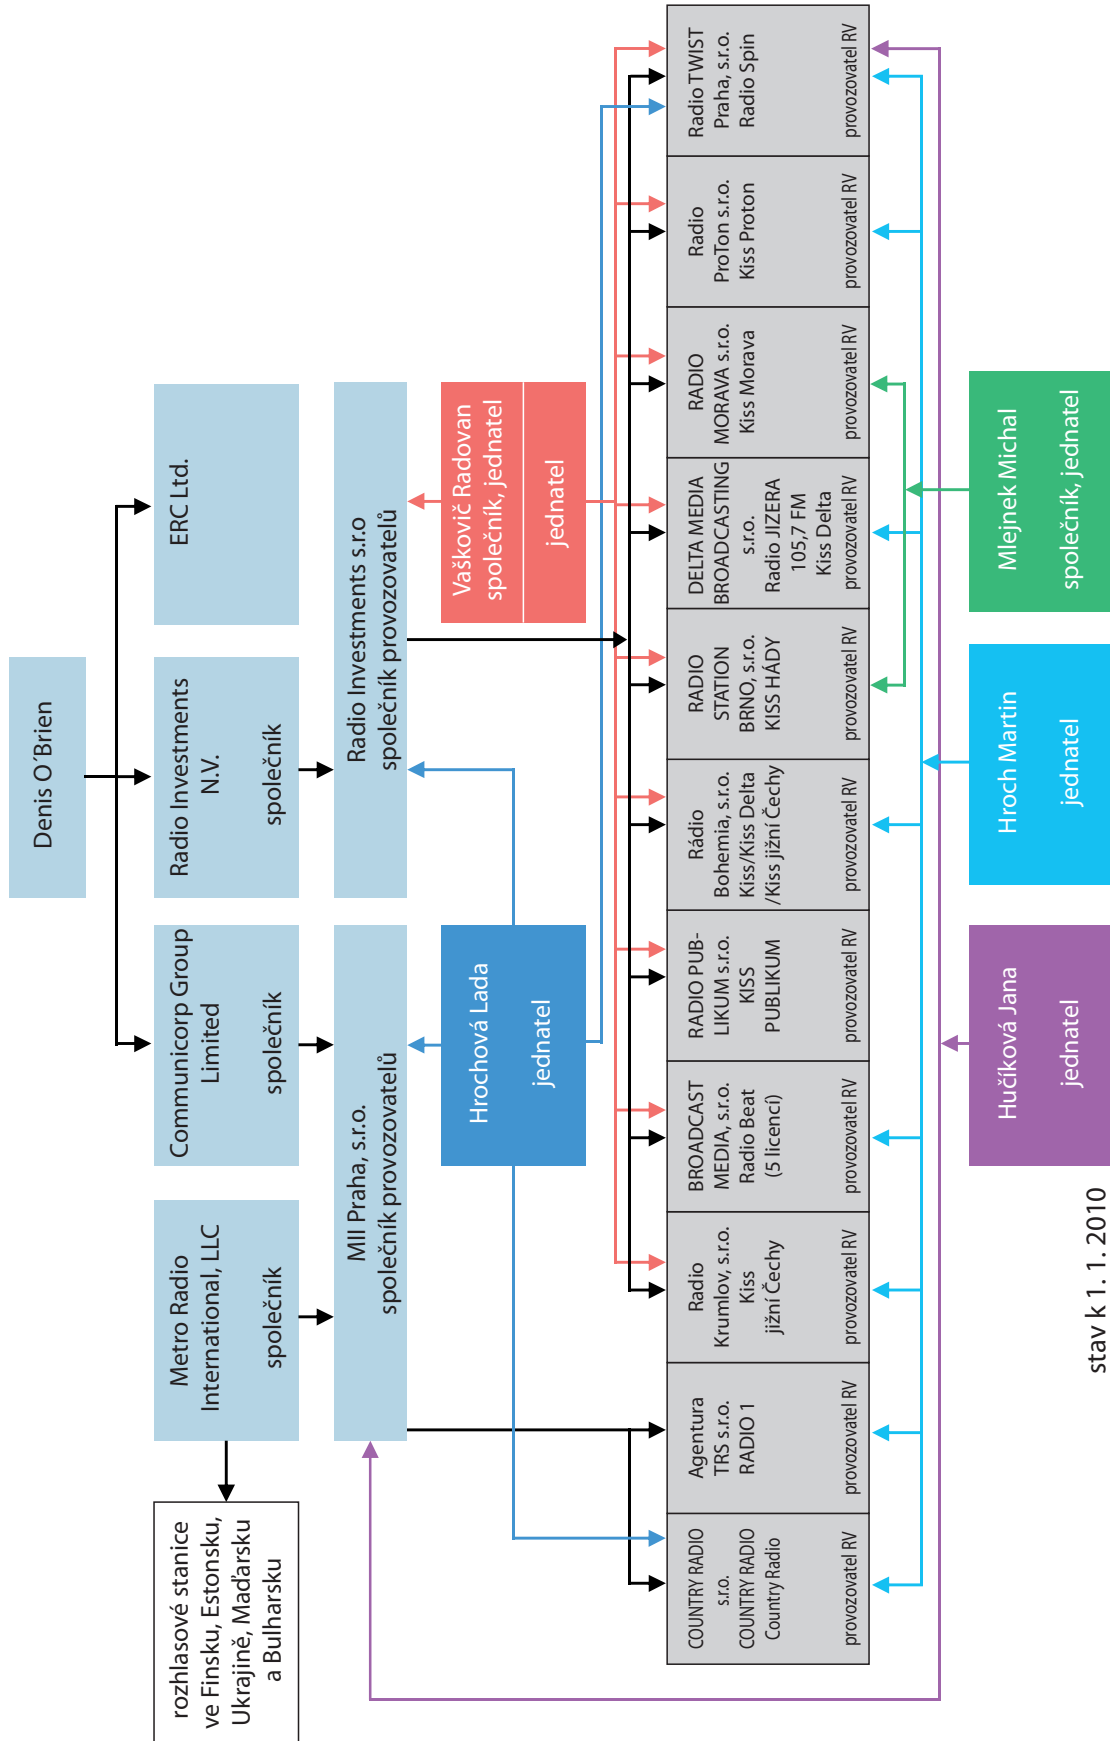 Denis O´Brien
rozhlasové stanice
ve Finsku, Estonsku,
Ukrajině, Maďarsku
a Bulharsku
Metro Radio
International, LLC
společník
Communicorp Group
Limited
společník
Radio Investments
N.V.
společník
ERC Ltd.
MII Praha, s.r.o.
společník provozovatelů
Radio Investments s.r.o
společník provozovatelů
Hrochová Lada
jednatel
Vaškovič Radovan
společník, jednatel
jednatel
COUNTRY RADIO
s.r.o.
COUNTRY RADIO
Country Radio
provozovatel RV
Agentura
TRS s.r.o.
RADIO 1
provozovatel RV
Radio
Krumlov, s.r.o.
Kiss
jižní Čechy
provozovatel RV
BROADCAST
MEDIA, s.r.o.
Radio Beat
(5 licencí)
provozovatel RV
RADIO PUB-
LIKUM s.r.o.
KISS
PUBLIKUM
provozovatel RV
Rádio
Bohemia, s.r.o.
Kiss/Kiss Delta
/Kiss jižní Čechy
provozovatel RV
RADIO
STATION
BRNO, s.r.o.
KISS HÁDY
provozovatel RV
DELTA MEDIA
BROADCASTING
s.r.o.
Radio JIZERA
105,7 FM
Kiss Delta
provozovatel RV
RADIO
MORAVA s.r.o.
Kiss Morava
provozovatel RV
Radio
ProTon s.r.o.
Kiss Proton
provozovatel RV
Radio TWIST
Praha, s.r.o.
Radio Spin
provozovatel RV
Hučíková Jana
jednatel
Hroch Martin
jednatel
Mlejnek Michal
společník, jednatel
stav k 1. 1. 2010